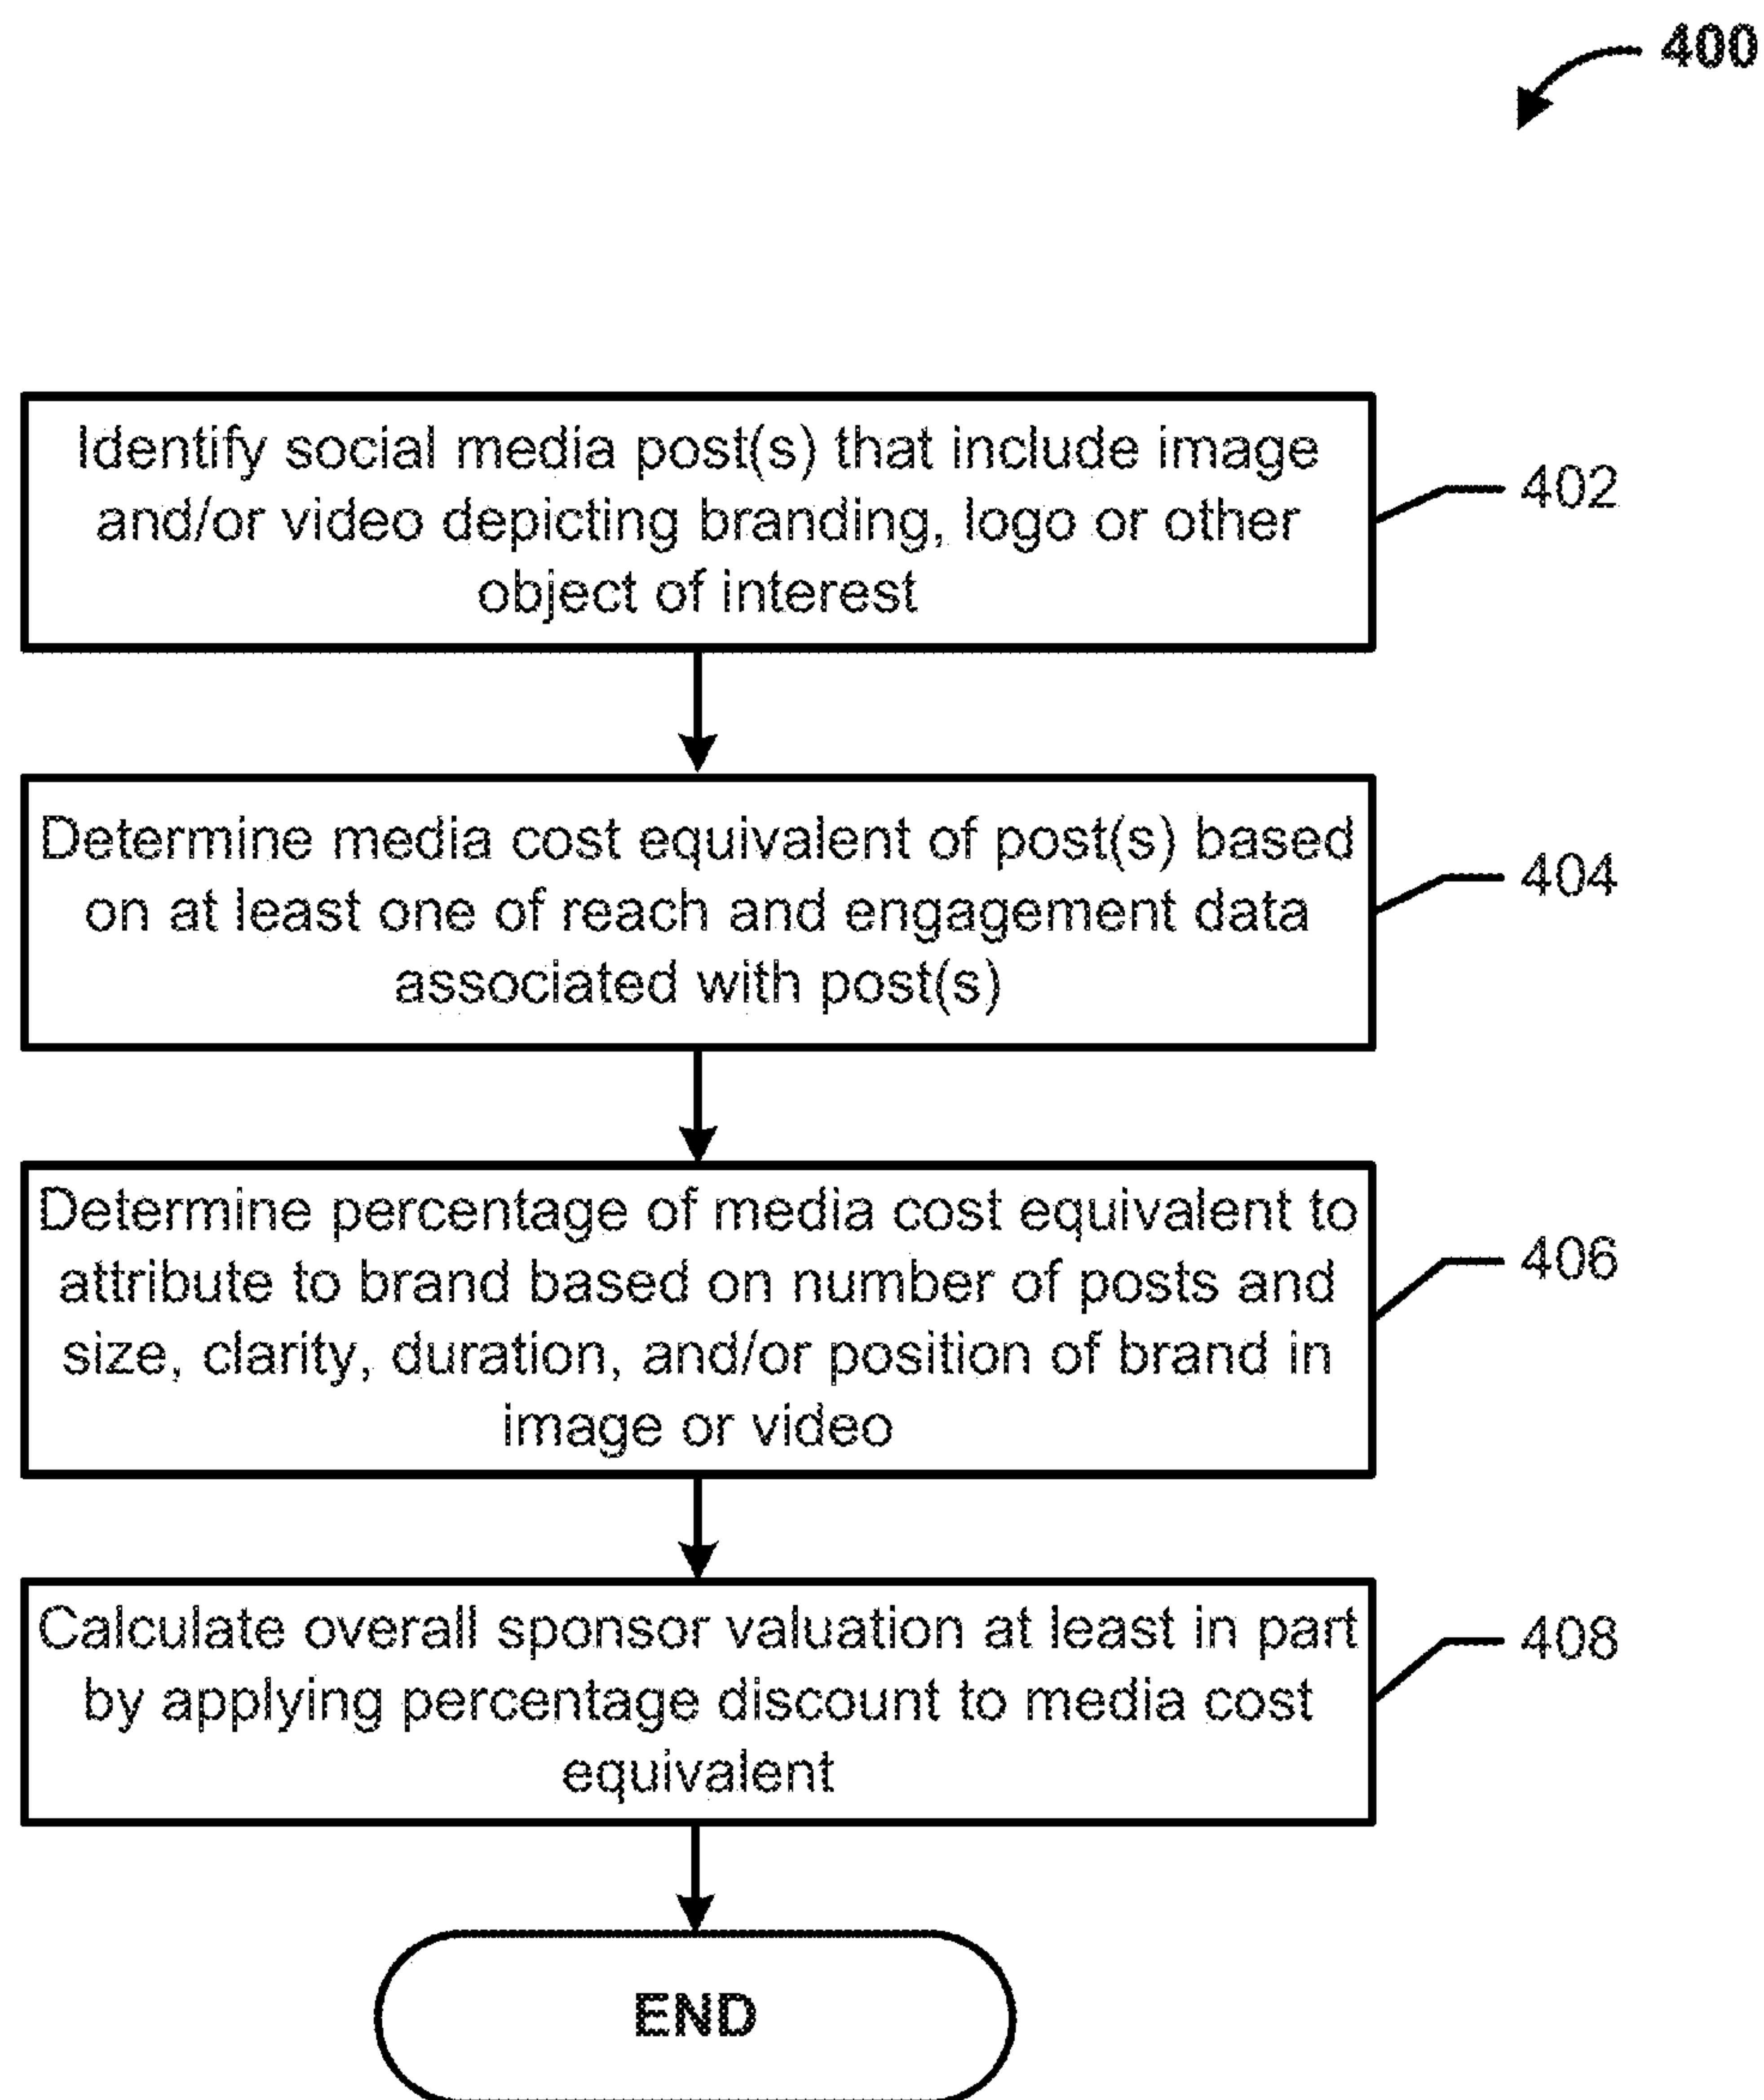 400
Identify social media post(s) that include image
and/or video depicting branding, logo or other
object of interest
402
Determine media cost equivalent of post(s) based
on at least one of reach and engagement data
associated with post(s)
404
Determine percentage of media cost equivalent to
attribute to brand based on number of posts and
size, clarity, duration, and/or position of brand in
image or video
406
Calculate overall sponsor valuation at least in part
by applying percentage discount to media cost
equivalent
408
END